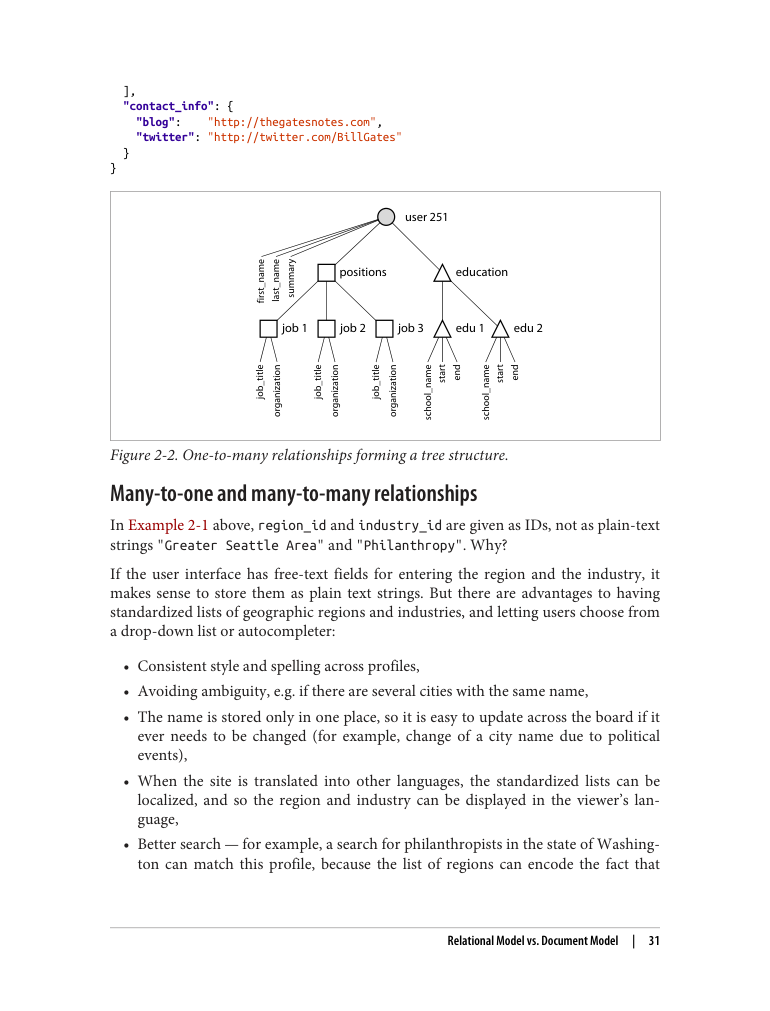 ],
"contact_info": {
"blog":    "http://thegatesnotes.com",
"twitter": "http://twitter.com/BillGates"
}
}
user 251
first_name
last_name
summary
positions
education
job 1
job 2
job 3
edu 1
edu 2
job_title
organization
job_title
organization
job_title
organization
school_name
start
end
school_name
start
end
Figure 2-2. One-to-many relationships forming a tree structure.
Many-to-one and many-to-many relationships
In Example 2-1 above, region_id and industry_id are given as IDs, not as plain-text
strings "Greater Seattle Area" and "Philanthropy". Why?
If the user interface has free-text fields for entering the region and the industry, it
makes sense to store them as plain text strings. But there are advantages to having
standardized lists of geographic regions and industries, and letting users choose from
a drop-down list or autocompleter:
• Consistent style and spelling across profiles,
• Avoiding ambiguity, e.g. if there are several cities with the same name,
• The name is stored only in one place, so it is easy to update across the board if it
ever needs to be changed (for example, change of a city name due to political
events),
• When the site is translated into other languages, the standardized lists can be
localized, and so the region and industry can be displayed in the viewer's lan-
guage,
• Better search — for example, a search for philanthropists in the state of Washing-
ton can match this profile, because the list of regions can encode the fact that
Relational Model vs. Document Model | 31